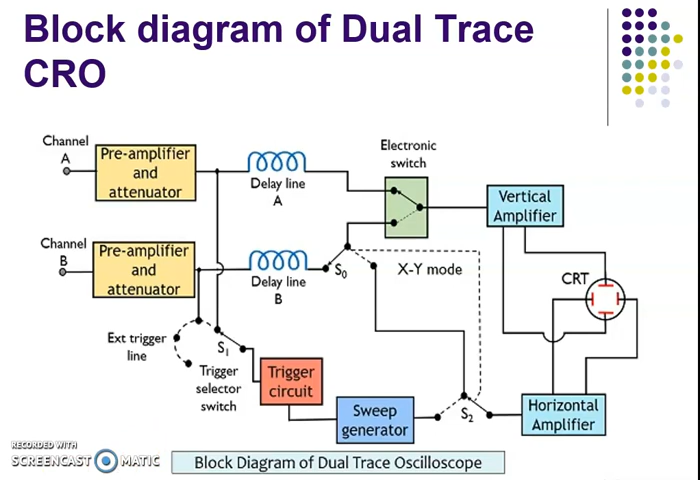 Block diagram of Dual Trace
CRO
Channel
A
Pre-amplifier
and
attenuator
Delay line
A
Electronic
switch
Vertical
Amplifier
Channel
B
Pre-amplifier
and
attenuator
Delay line
B
S0
X-Y mode
CRT
Ext trigger
line
S1
Trigger
selector
switch
Trigger
circuit
Sweep
generator
S2
Horizontal
Amplifier
RECORDED WITH
SCREENCAST MATIC
Block Diagram of Dual Trace Oscilloscope